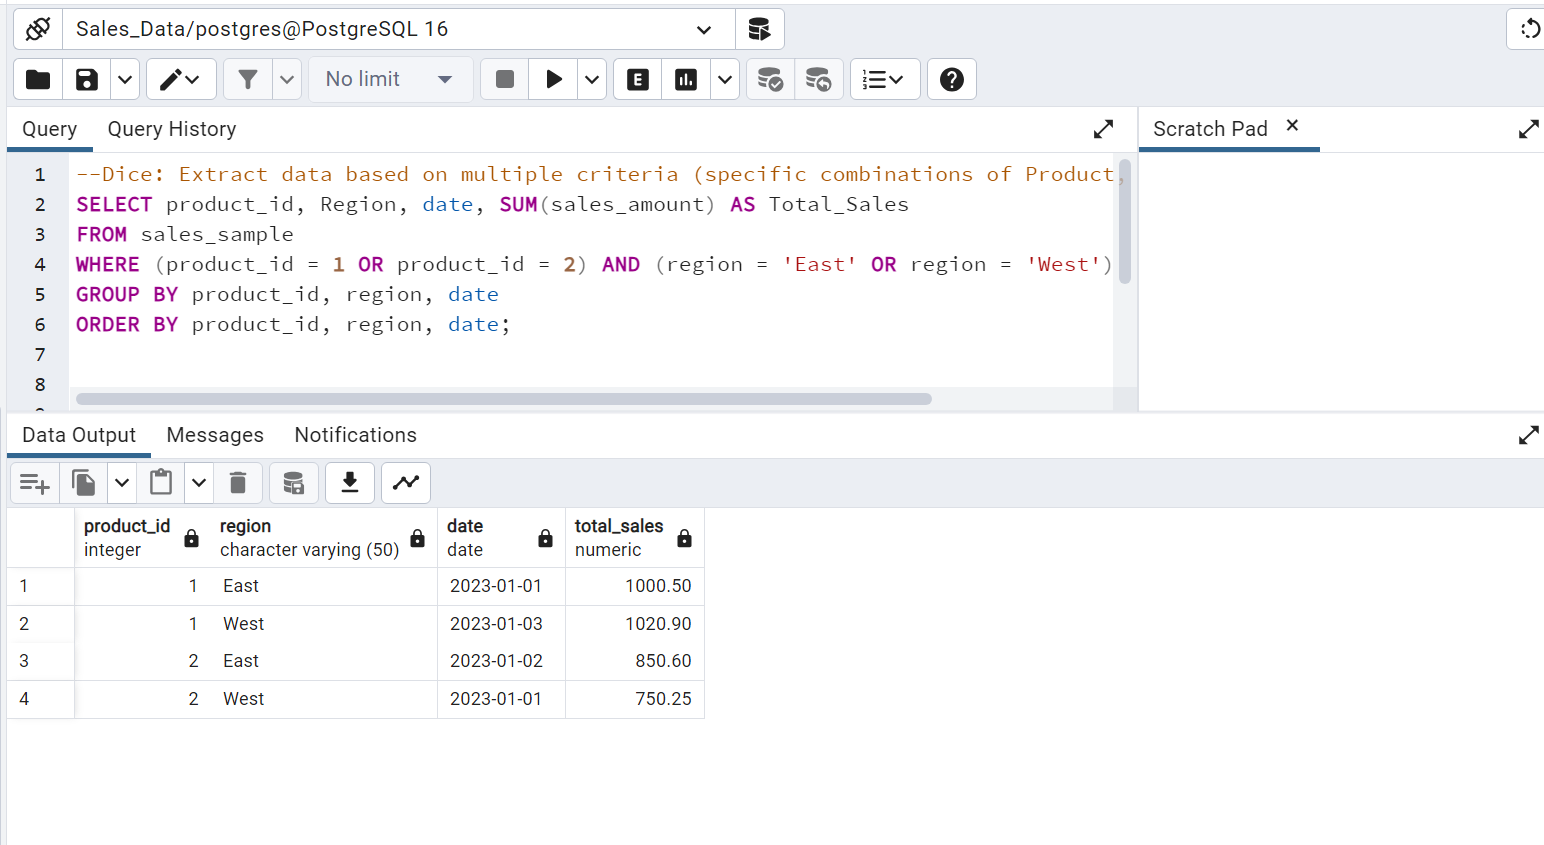 Sales_Data/postgres@PostgreSQL 16
No limit
E
1
2
3
?
Query
Query History
Scratch Pad
1 --Dice: Extract data based on multiple criteria (specific combinations of Product,
2 SELECT product_id, Region, date, SUM(sales_amount) AS Total_Sales
3 FROM sales_sample
4 WHERE (product_id = 1 OR product_id = 2) AND (region = 'East' OR region = 'West')
5 GROUP BY product_id, region, date
6 ORDER BY product_id, region, date;
7
8
Data Output Messages Notifications
product_id region date total_sales
integer character varying (50) date numeric
1 1 East 2023-01-01 1000.50
2 1 West 2023-01-03 1020.90
3 2 East 2023-01-02 850.60
4 2 West 2023-01-01 750.25